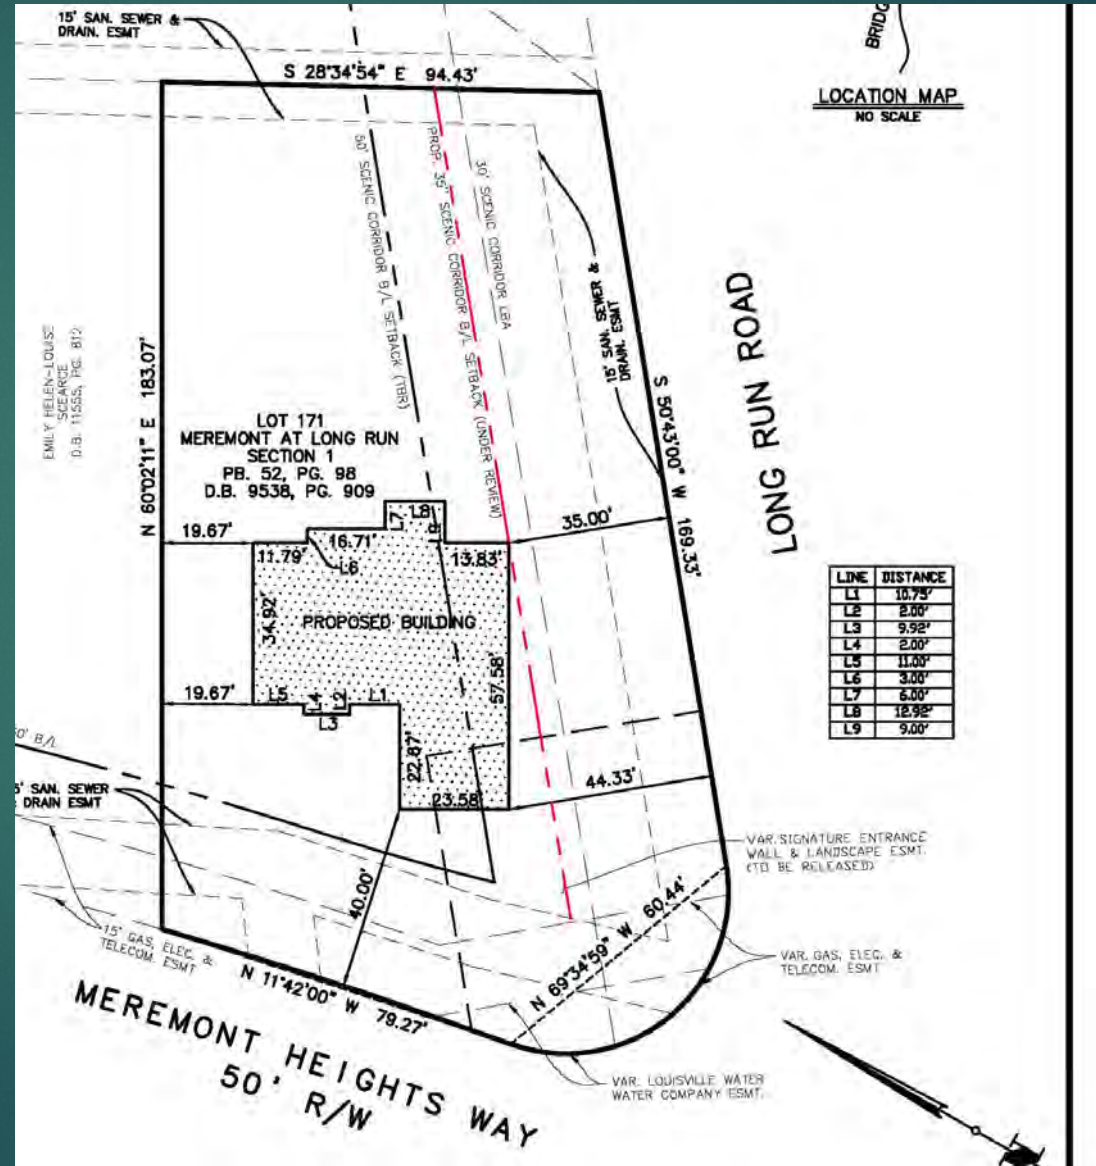 15' SAN. SEWER &
DRAIN. ESMT
S 28°34'54" E 94.43'
LOCATION MAP
NO SCALE
50' SCENIC CORRIDOR B/L SETBACK (TBR)
PROP. 35" SCENIC CORRIDOR B/L SETBACK (UNDER REVIEW)
30' SCENIC CORRIDOR LBA
15' SAN. SEWER &
DRAIN. ESMT
LONG RUN ROAD
S 50°43'00" W 169.33'
EMILY HELEN-LOUISE
SCEARCE
D.B. 11555, PG. 812
N 60°02'11" E 183.07'
LOT 171
MEREMONT AT LONG RUN
SECTION 1
PB. 52, PG. 98
D.B. 9538, PG. 909
19.67'
11.79'
16.71'
L6
L7
L8
L9
13.83'
35.00'
PROPOSED BUILDING
34.92'
57.58'
19.67'
L5
L4
L3
L2
L1
22.67'
23.58'
44.33'
40.00'
LINE DISTANCE
L1 10.75'
L2 2.00'
L3 9.92'
L4 2.00'
L5 11.00'
L6 3.00'
L7 6.00'
L8 12.92'
L9 9.00'
B/L
SAN. SEWER
DRAIN ESMT
15' GAS, ELEC. &
TELECOM. ESMT
N 11°42'00" W 79.27'
N 69°34'59" W 60.44'
VAR. SIGNATURE ENTRANCE
WALL & LANDSCAPE ESMT.
(TO BE RELEASED)
VAR. GAS, ELEC. &
TELECOM. ESMT
VAR. LOUISVILLE WATER
WATER COMPANY ESMT.
MEREMONT HEIGHTS WAY
50' R/W